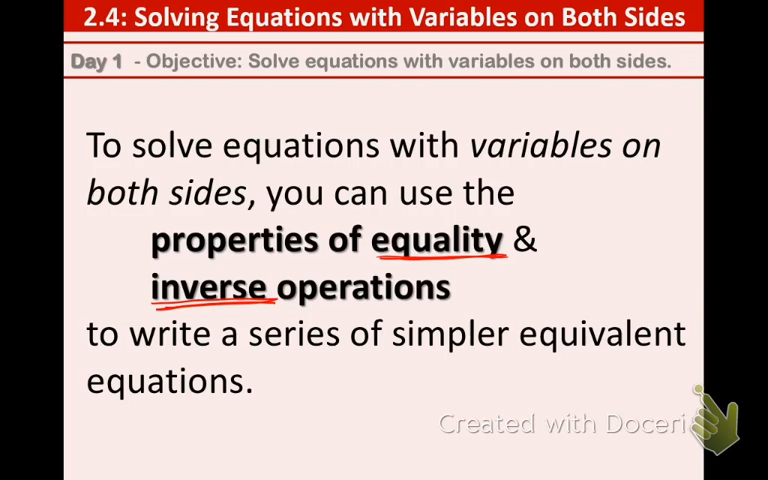 2.4: Solving Equations with Variables on Both Sides
Day 1 - Objective: Solve equations with variables on both sides.
To solve equations with variables on
both sides, you can use the
properties of equality &
inverse operations
to write a series of simpler equivalent
equations.
Created with Doceri